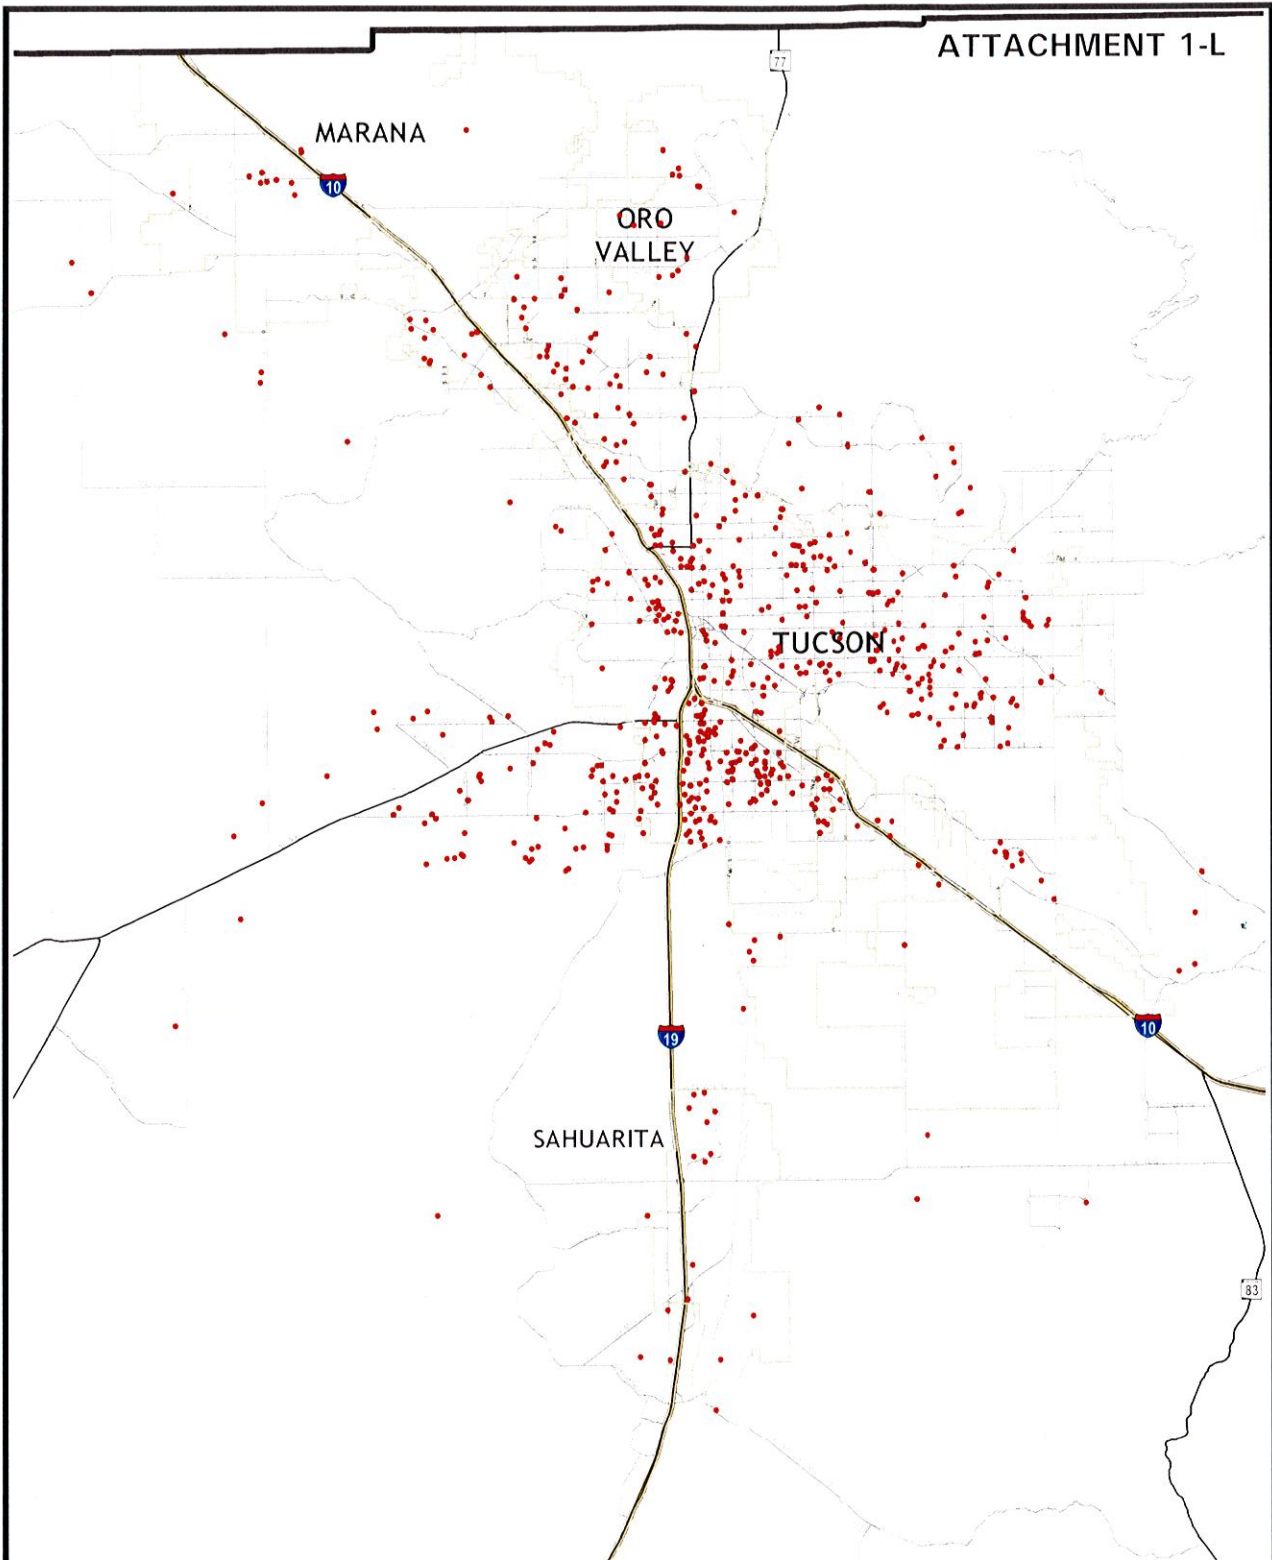 ATTACHMENT 1-L
77
MARANA
10
ORO
VALLEY
TUCSON
19
10
SAHUARITA
83